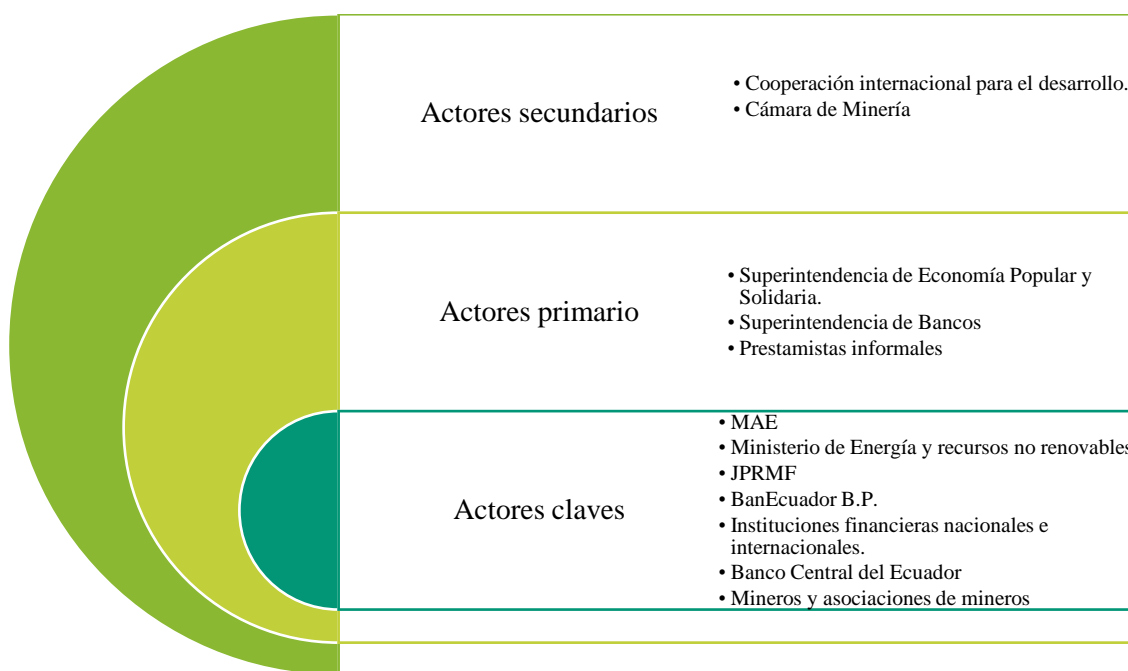 Actores secundarios
• Cooperación internacional para el desarrollo.
• Cámara de Minería
Actores primario
• Superintendencia de Economía Popular y
Solidaria.
• Superintendencia de Bancos
• Prestamistas informales
Actores claves
• MAE
• Ministerio de Energía y recursos no renovables
• JPRMF
• BanEcuador B.P.
• Instituciones financieras nacionales e
internacionales.
• Banco Central del Ecuador
• Mineros y asociaciones de mineros